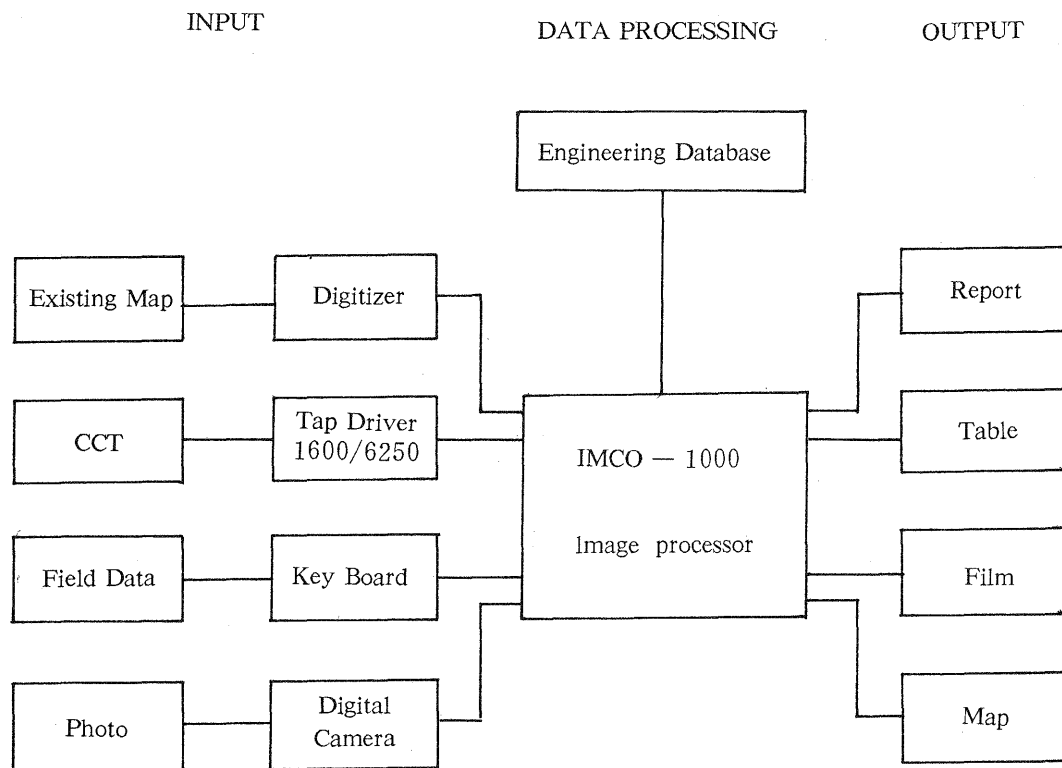 INPUT
DATA PROCESSING
OUTPUT
Engineering Database
Existing Map
Digitizer
Report
CCT
Tap Driver
1600/6250
IMCO — 1000
Image processor
Table
Field Data
Key Board
Film
Photo
Digital
Camera
Map